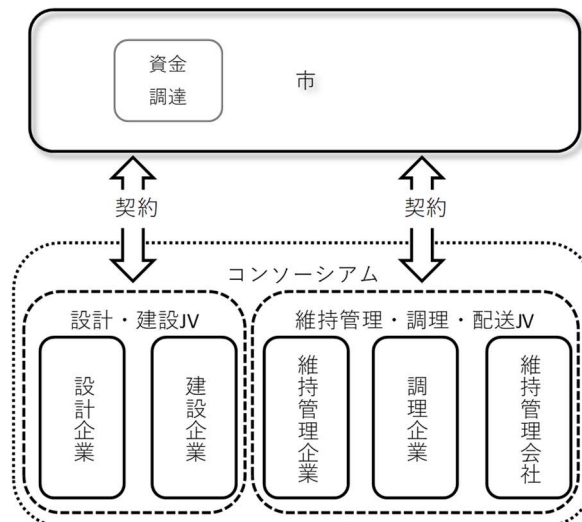 資金
調達
市
契約
契約
コンソーシアム
設計・建設JV
維持管理・調理・配送JV
設計企業
建設企業
維持管理企業
調理企業
維持管理会社